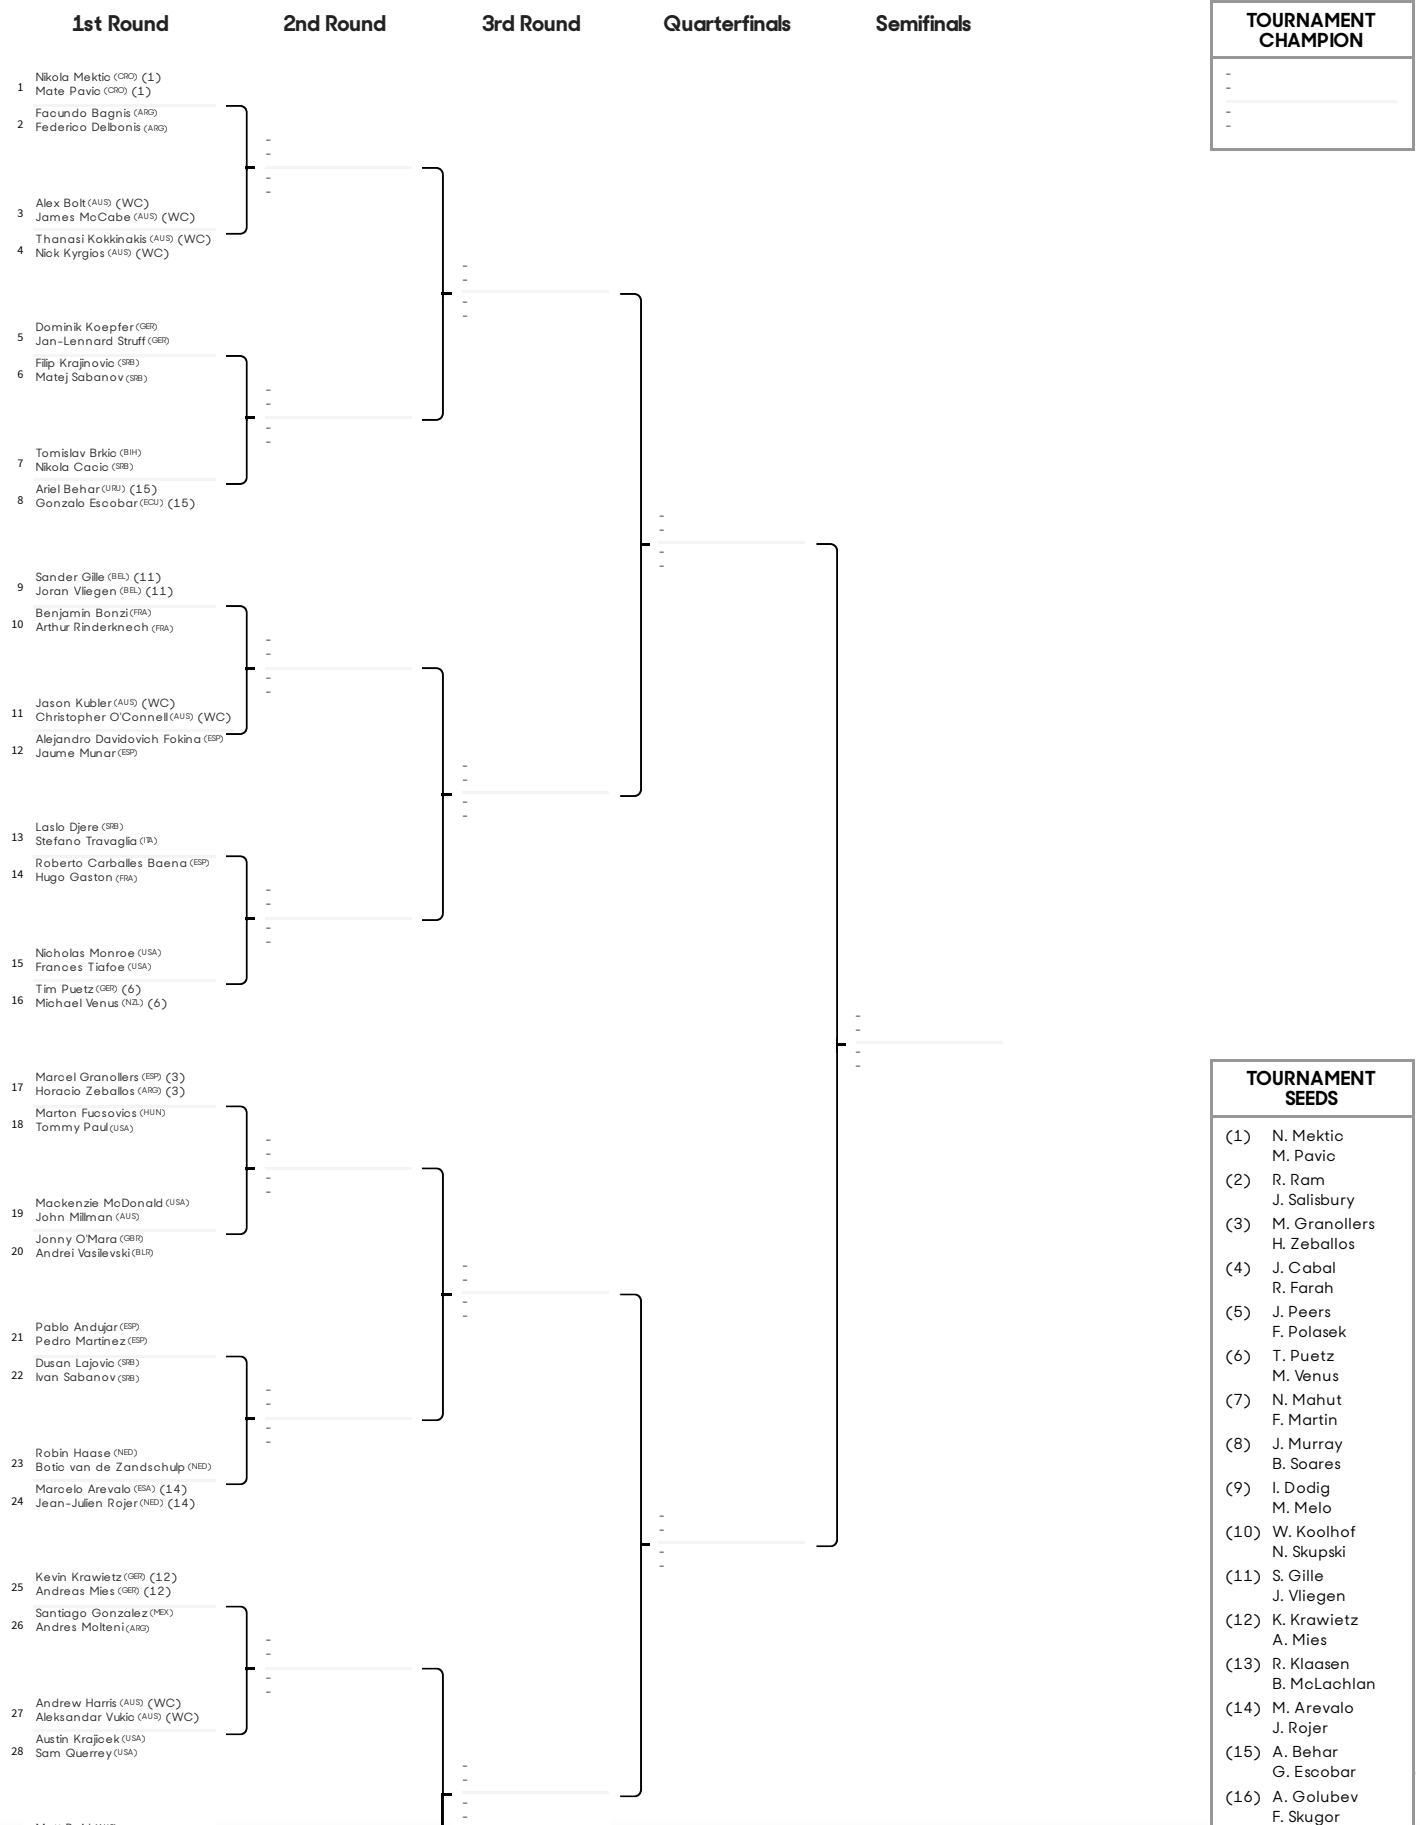 1st Round
2nd Round
3rd Round
Quarterfinals
Semifinals
TOURNAMENT
CHAMPION
-
-
-
-
1
Nikola Mektic (CRO) (1)
Mate Pavic (CRO) (1)
2
Facundo Bagnis (ARG)
Federico Delbonis (ARG)
3
Alex Bolt (AUS) (WC)
James McCabe (AUS) (WC)
4
Thanasi Kokkinakis (AUS) (WC)
Nick Kyrgios (AUS) (WC)
5
Dominik Koepfer (GER)
Jan-Lennard Struff (GER)
6
Filip Krajinovic (SRB)
Matej Sabanov (SRB)
7
Tomislav Brkic (BIH)
Nikola Cacic (SRB)
8
Ariel Behar (URU) (15)
Gonzalo Escobar (ECU) (15)
9
Sander Gille (BEL) (11)
Joran Vliegen (BEL) (11)
10
Benjamin Bonzi (FRA)
Arthur Rinderknech (FRA)
11
Jason Kubler (AUS) (WC)
Christopher O'Connell (AUS) (WC)
12
Alejandro Davidovich Fokina (ESP)
Jaume Munar (ESP)
13
Laslo Djere (SRB)
Stefano Travaglia (ITA)
14
Roberto Carballes Baena (ESP)
Hugo Gaston (FRA)
15
Nicholas Monroe (USA)
Frances Tiafoe (USA)
16
Tim Puetz (GER) (6)
Michael Venus (NZL) (6)
17
Marcel Granollers (ESP) (3)
Horacio Zeballos (ARG) (3)
18
Marton Fucsovics (HUN)
Tommy Paul (USA)
19
Mackenzie McDonald (USA)
John Millman (AUS)
20
Jonny O'Mara (GBR)
Andrei Vasilevski (BLR)
21
Pablo Andujar (ESP)
Pedro Martinez (ESP)
22
Dusan Lajovic (SRB)
Ivan Sabanov (SRB)
23
Robin Haase (NED)
Botic van de Zandschulp (NED)
24
Marcelo Arevalo (ESA) (14)
Jean-Julien Rojer (NED) (14)
25
Kevin Krawietz (GER) (12)
Andreas Mies (GER) (12)
26
Santiago Gonzalez (MEX)
Andres Molteni (ARG)
27
Andrew Harris (AUS) (WC)
Aleksandar Vukic (AUS) (WC)
28
Austin Krajicek (USA)
Sam Querrey (USA)
TOURNAMENT
SEEDS
(1) N. Mektic
M. Pavic
(2) R. Ram
J. Salisbury
(3) M. Granollers
H. Zeballos
(4) J. Cabal
R. Farah
(5) J. Peers
F. Polasek
(6) T. Puetz
M. Venus
(7) N. Mahut
F. Martin
(8) J. Murray
B. Soares
(9) I. Dodig
M. Melo
(10) W. Koolhof
N. Skupski
(11) S. Gille
J. Vliegen
(12) K. Krawietz
A. Mies
(13) R. Klaasen
B. McLachlan
(14) M. Arevalo
J. Rojer
(15) A. Behar
G. Escobar
(16) A. Golubev
F. Skugor